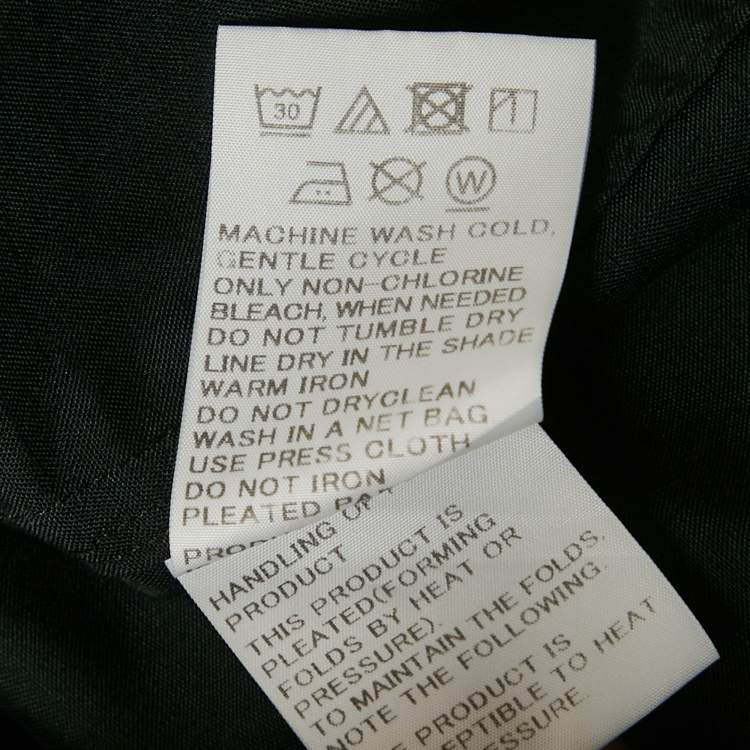 30
W
MACHINE WASH COLD,
GENTLE CYCLE
ONLY NON-CHLORINE
BLEACH, WHEN NEEDED
DO NOT TUMBLE DRY
LINE DRY IN THE SHADE
WARM IRON
DO NOT DRYCLEAN
WASH IN A NET BAG
USE PRESS CLOTH
DO NOT IRON
PLEATED
HANDLING OF
PRODUCT
THIS PRODUCT IS
PLEATED(FORMING
FOLDS BY HEAT OR
PRESSURE).
TO MAINTAIN THE FOLDS,
NOTE THE FOLLOWING.
PRODUCT IS
TO HEAT